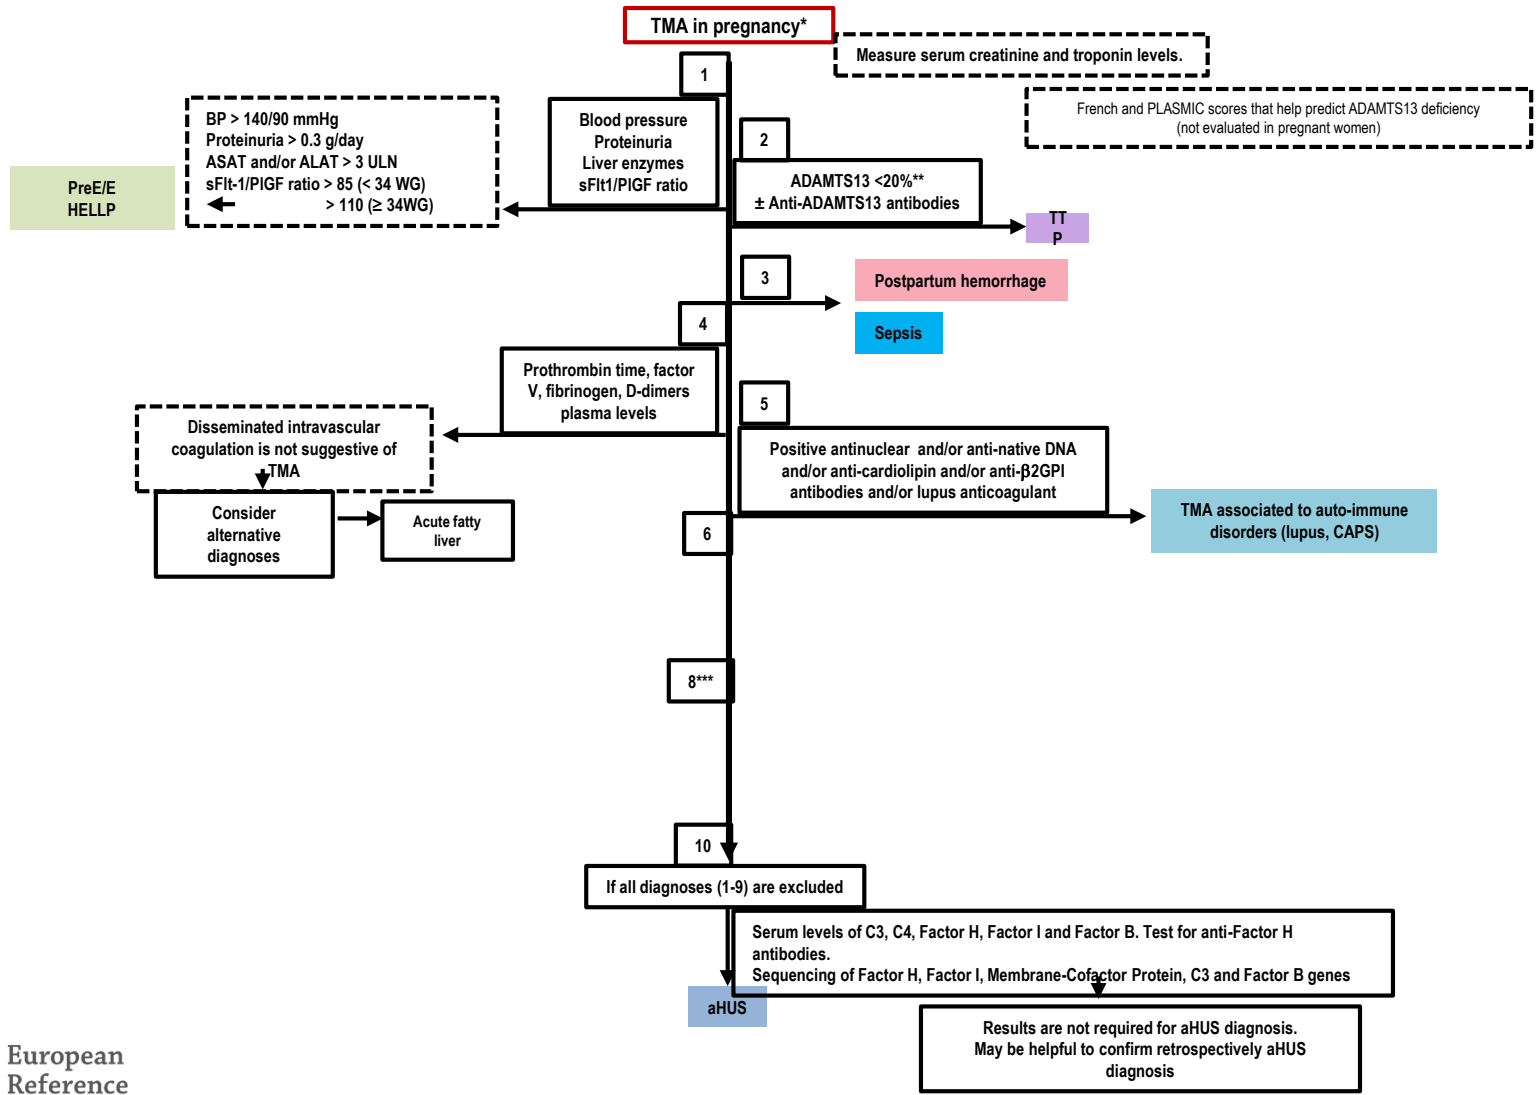 TMA in pregnancy*
Measure serum creatinine and troponin levels.
1
French and PLASMIC scores that help predict ADAMTS13 deficiency
(not evaluated in pregnant women)
BP > 140/90 mmHg
Proteinuria > 0.3 g/day
ASAT and/or ALAT > 3 ULN
sFlt-1/PlGF ratio > 85 (< 34 WG)
> 110 (≥ 34WG)
Blood pressure
Proteinuria
Liver enzymes
sFlt1/PlGF ratio
2
PreE/E
HELLP
ADAMTS13 <20%**
± Anti-ADAMTS13 antibodies
TT
P
3
Postpartum hemorrhage
Sepsis
4
Prothrombin time, factor
V, fibrinogen, D-dimers
plasma levels
5
Disseminated intravascular
coagulation is not suggestive of
TMA
Positive antinuclear and/or anti-native DNA
and/or anti-cardiolipin and/or anti-β2GPI
antibodies and/or lupus anticoagulant
Consider
alternative
diagnoses
Acute fatty
liver
TMA associated to auto-immune
disorders (lupus, CAPS)
6
8***
10
If all diagnoses (1-9) are excluded
Serum levels of C3, C4, Factor H, Factor I and Factor B. Test for anti-Factor H
antibodies.
Sequencing of Factor H, Factor I, Membrane-Cofactor Protein, C3 and Factor B genes
aHUS
Results are not required for aHUS diagnosis.
May be helpful to confirm retrospectively aHUS
diagnosis
European
Reference